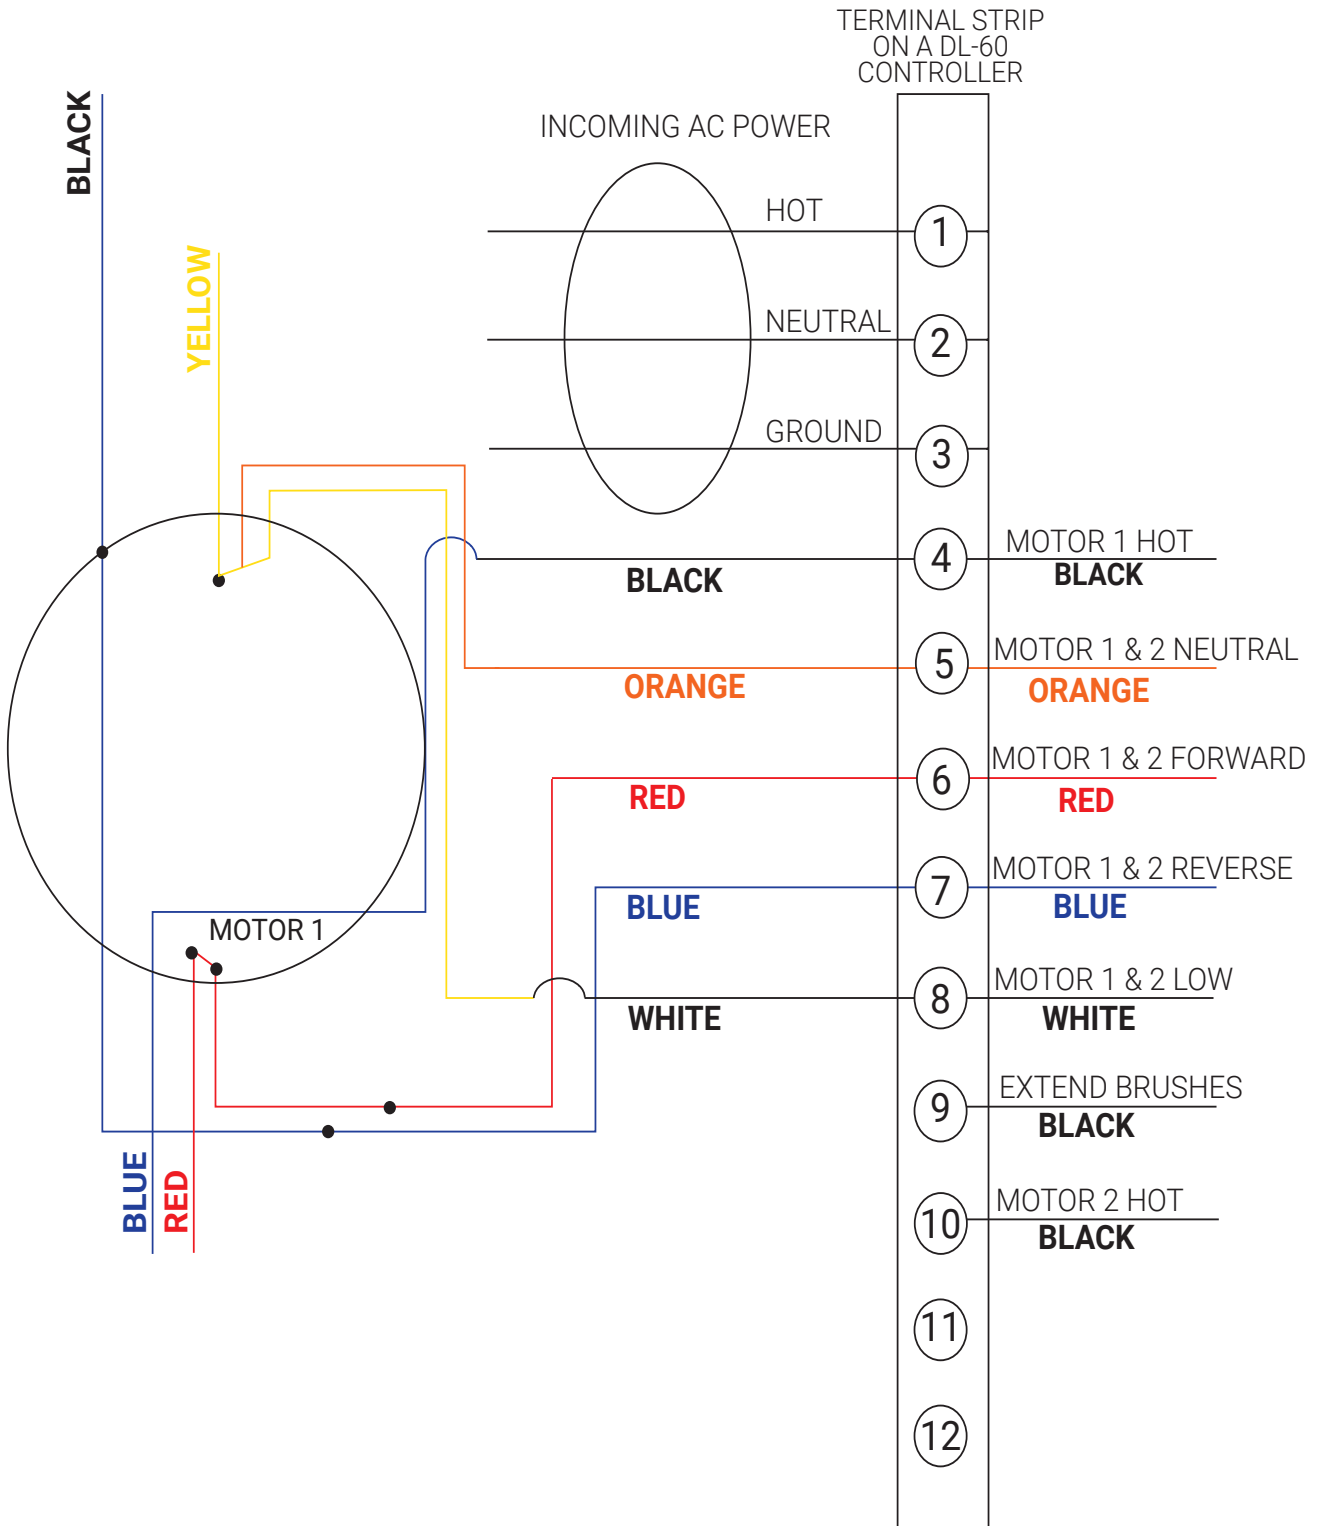 TERMINAL STRIP
ON A DL-60
CONTROLLER
BLACK
INCOMING AC POWER
HOT
1
YELLOW
NEUTRAL
2
GROUND
3
BLACK
4
MOTOR 1 HOT
BLACK
ORANGE
5
MOTOR 1 & 2 NEUTRAL
ORANGE
RED
6
MOTOR 1 & 2 FORWARD
RED
BLUE
7
MOTOR 1 & 2 REVERSE
BLUE
MOTOR 1
WHITE
8
MOTOR 1 & 2 LOW
WHITE
9
EXTEND BRUSHES
BLACK
BLUE
RED
10
MOTOR 2 HOT
BLACK
11
12